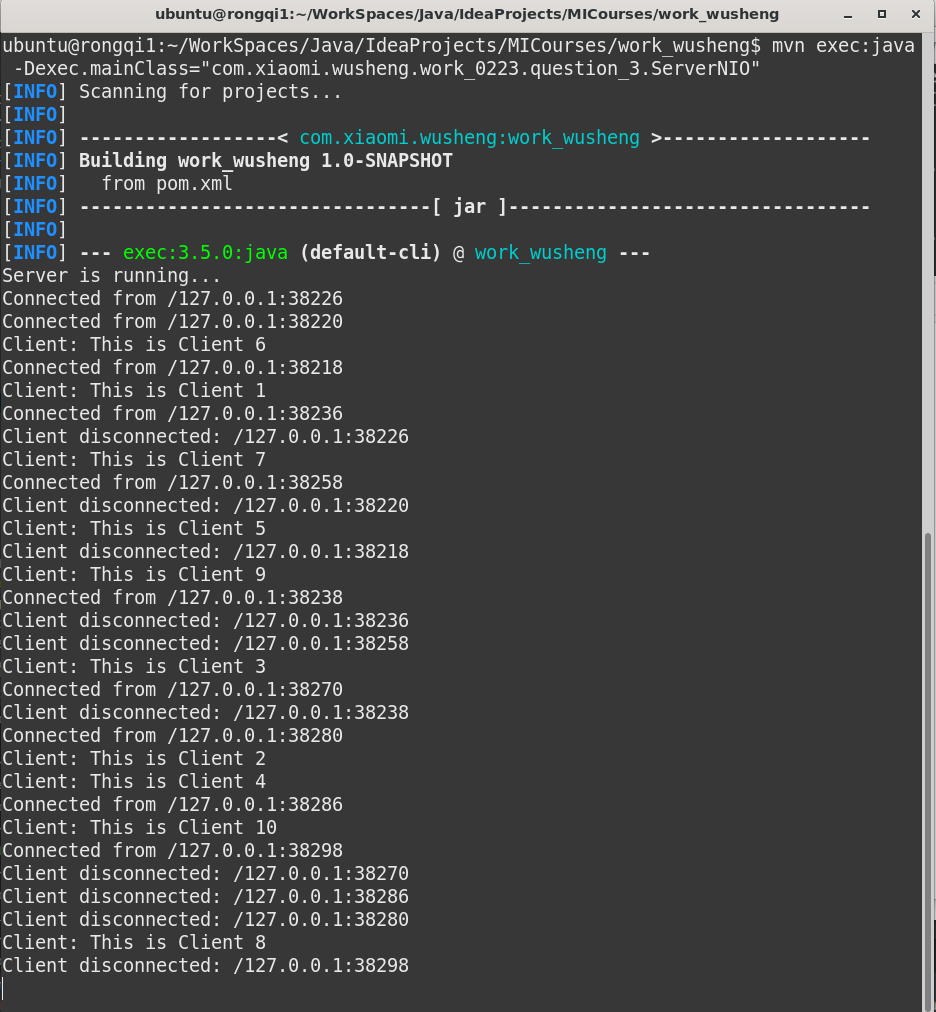 ubuntu@rongqi1:~/WorkSpaces/Java/IdeaProjects/MICourses/work_wusheng
ubuntu@rongqi1:~/WorkSpaces/Java/IdeaProjects/MICourses/work_wusheng$ mvn exec:java
-Dexec.mainClass="com.xiaomi.wusheng.work_0223.question_3.ServerNIO"
[INFO] Scanning for projects...
[INFO]
[INFO] ------------------< com.xiaomi.wusheng:work_wusheng >-------------------
[INFO] Building work_wusheng 1.0-SNAPSHOT
[INFO]   from pom.xml
[INFO] --------------------------------[ jar ]---------------------------------
[INFO]
[INFO] --- exec:3.5.0:java (default-cli) @ work_wusheng ---
Server is running...
Connected from /127.0.0.1:38226
Connected from /127.0.0.1:38220
Client: This is Client 6
Connected from /127.0.0.1:38218
Client: This is Client 1
Connected from /127.0.0.1:38236
Client disconnected: /127.0.0.1:38226
Client: This is Client 7
Connected from /127.0.0.1:38258
Client disconnected: /127.0.0.1:38220
Client: This is Client 5
Client disconnected: /127.0.0.1:38218
Client: This is Client 9
Connected from /127.0.0.1:38238
Client disconnected: /127.0.0.1:38236
Client disconnected: /127.0.0.1:38258
Client: This is Client 3
Connected from /127.0.0.1:38270
Client disconnected: /127.0.0.1:38238
Connected from /127.0.0.1:38280
Client: This is Client 2
Client: This is Client 4
Connected from /127.0.0.1:38286
Client: This is Client 10
Connected from /127.0.0.1:38298
Client disconnected: /127.0.0.1:38270
Client disconnected: /127.0.0.1:38286
Client disconnected: /127.0.0.1:38280
Client: This is Client 8
Client disconnected: /127.0.0.1:38298